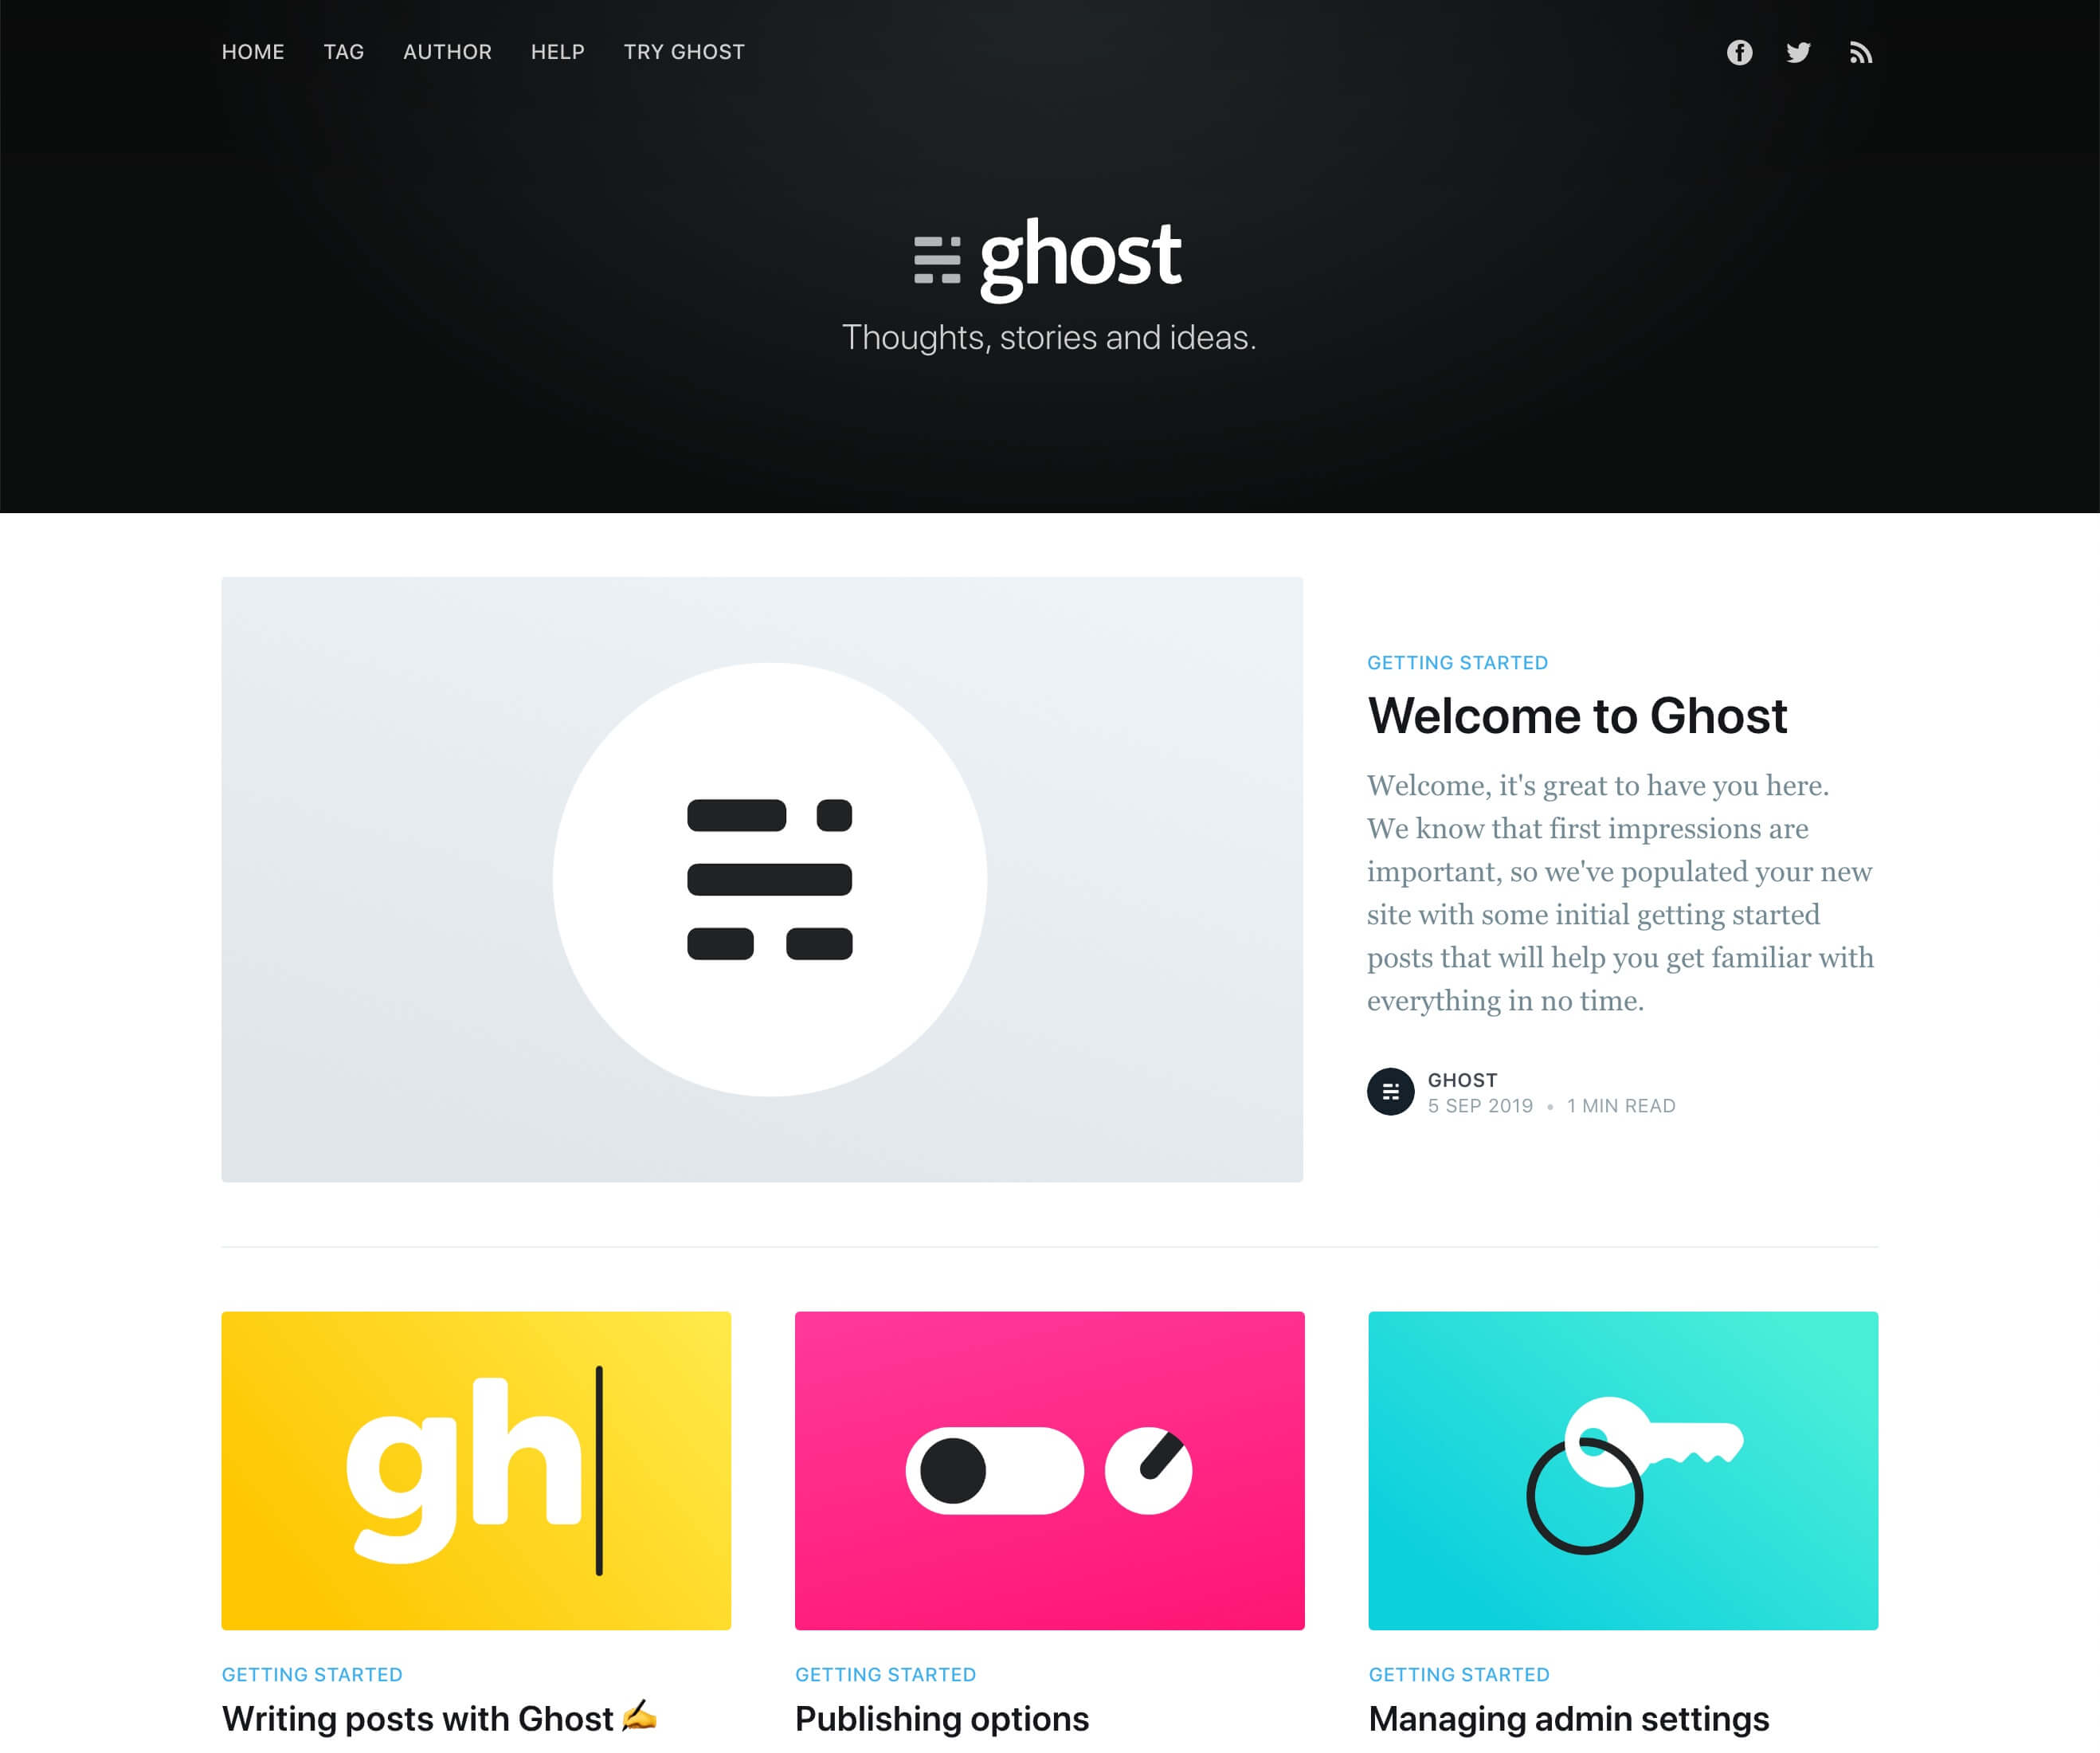 HOME TAG AUTHOR HELP TRY GHOST
ghost
Thoughts, stories and ideas.
GETTING STARTED
Welcome to Ghost
Welcome, it's great to have you here.
We know that first impressions are
important, so we've populated your new
site with some initial getting started
posts that will help you get familiar with
everything in no time.
GHOST
5 SEP 2019 • 1 MIN READ
gh
GETTING STARTED
Writing posts with Ghost ✍️
GETTING STARTED
Publishing options
GETTING STARTED
Managing admin settings